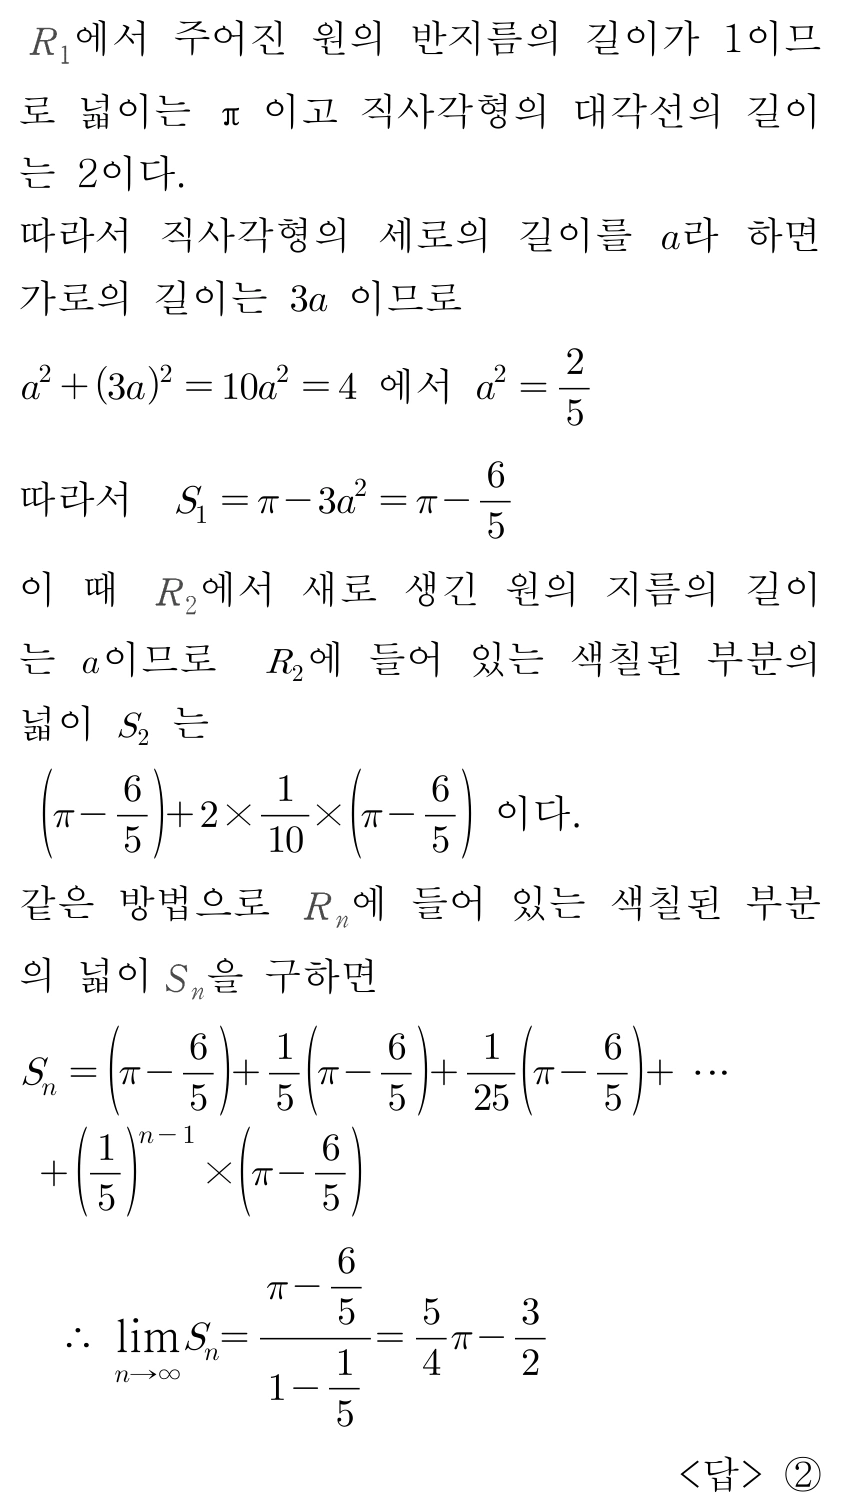 R₁에서 주어진 원의 반지름의 길이가 1이므
로 넓이는 π 이고 직사각형의 대각선의 길이
는 2이다.
따라서 직사각형의 세로의 길이를 a라 하면
가로의 길이는 3a 이므로
a² + (3a)² = 10a² = 4 에서 a² = 2/5
따라서 S₁ = π − 3a² = π − 6/5
이 때 R₂에서 새로 생긴 원의 지름의 길이
는 a이므로 R₂에 들어 있는 색칠된 부분의
넓이 S₂ 는
(π − 6/5) + 2 × 1/10 × (π − 6/5) 이다.
같은 방법으로 Rₙ에 들어 있는 색칠된 부분
의 넓이 Sₙ을 구하면
Sₙ = (π − 6/5) + 1/5 (π − 6/5) + 1/25 (π − 6/5) + ⋯
+ (1/5)ⁿ⁻¹ × (π − 6/5)
∴ lim_{n→∞} Sₙ = (π − 6/5)/(1 − 1/5) = 5/4 π − 3/2
<답> ②